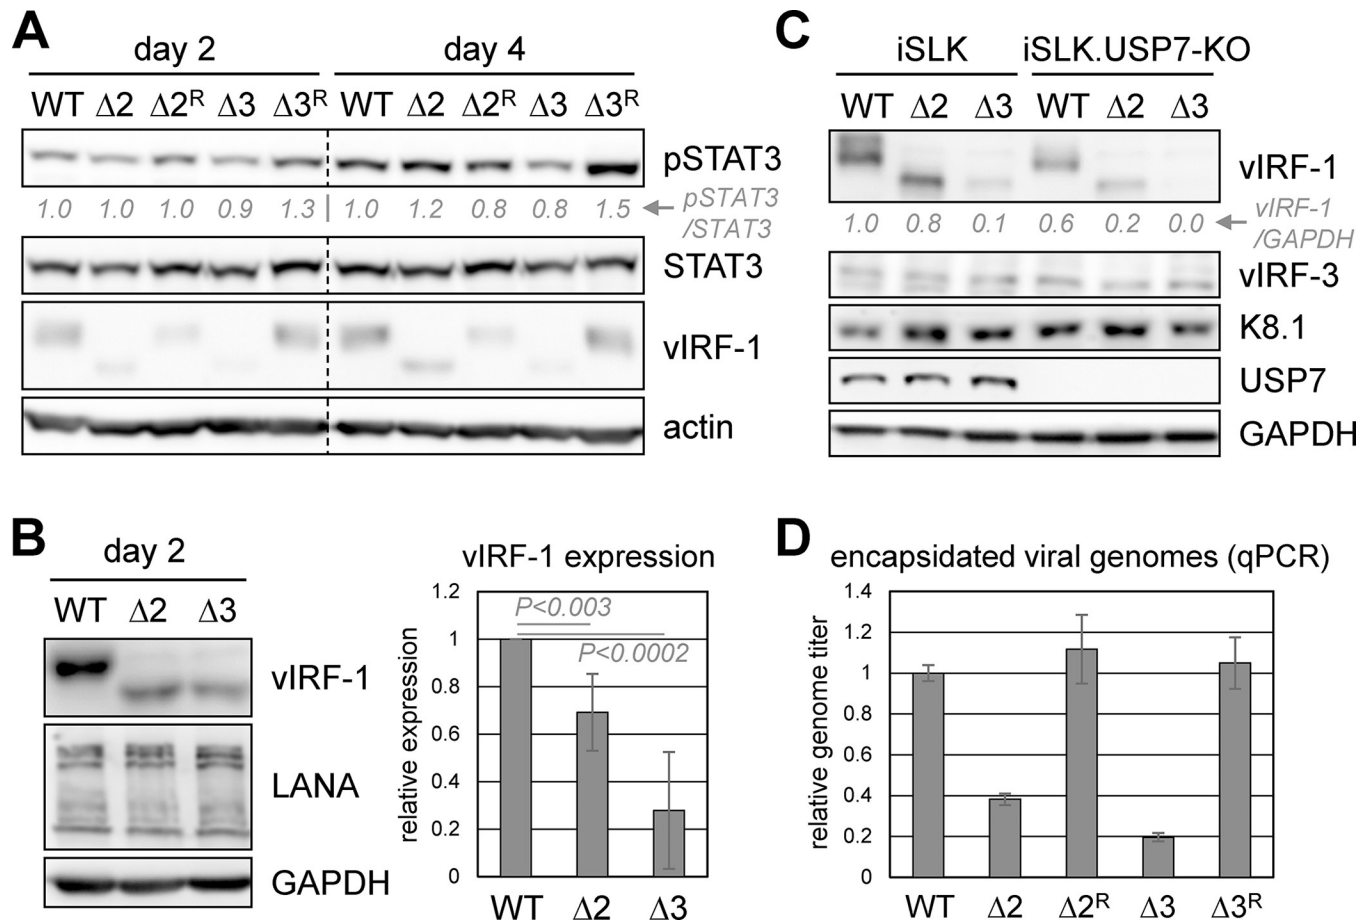 A
day 2 day 4
WT Δ2 Δ2R Δ3 Δ3R WT Δ2 Δ2R Δ3 Δ3R
pSTAT3
1.0 1.0 1.0 0.9 1.3 1.0 1.2 0.8 0.8 1.5 pSTAT3
/STAT3
STAT3
vIRF-1
actin
C
iSLK iSLK.USP7-KO
WT Δ2 Δ3 WT Δ2 Δ3
vIRF-1
1.0 0.8 0.1 0.6 0.2 0.0 vIRF-1
/GAPDH
vIRF-3
K8.1
USP7
GAPDH
B
day 2
WT Δ2 Δ3
vIRF-1
LANA
GAPDH
vIRF-1 expression
relative expression
1.2
1
0.8
0.6
0.4
0.2
0
P<0.003
P<0.0002
WT Δ2 Δ3
D
encapsidated viral genomes (qPCR)
relative genome titer
1.4
1.2
1
0.8
0.6
0.4
0.2
0
WT Δ2 Δ2R Δ3 Δ3R